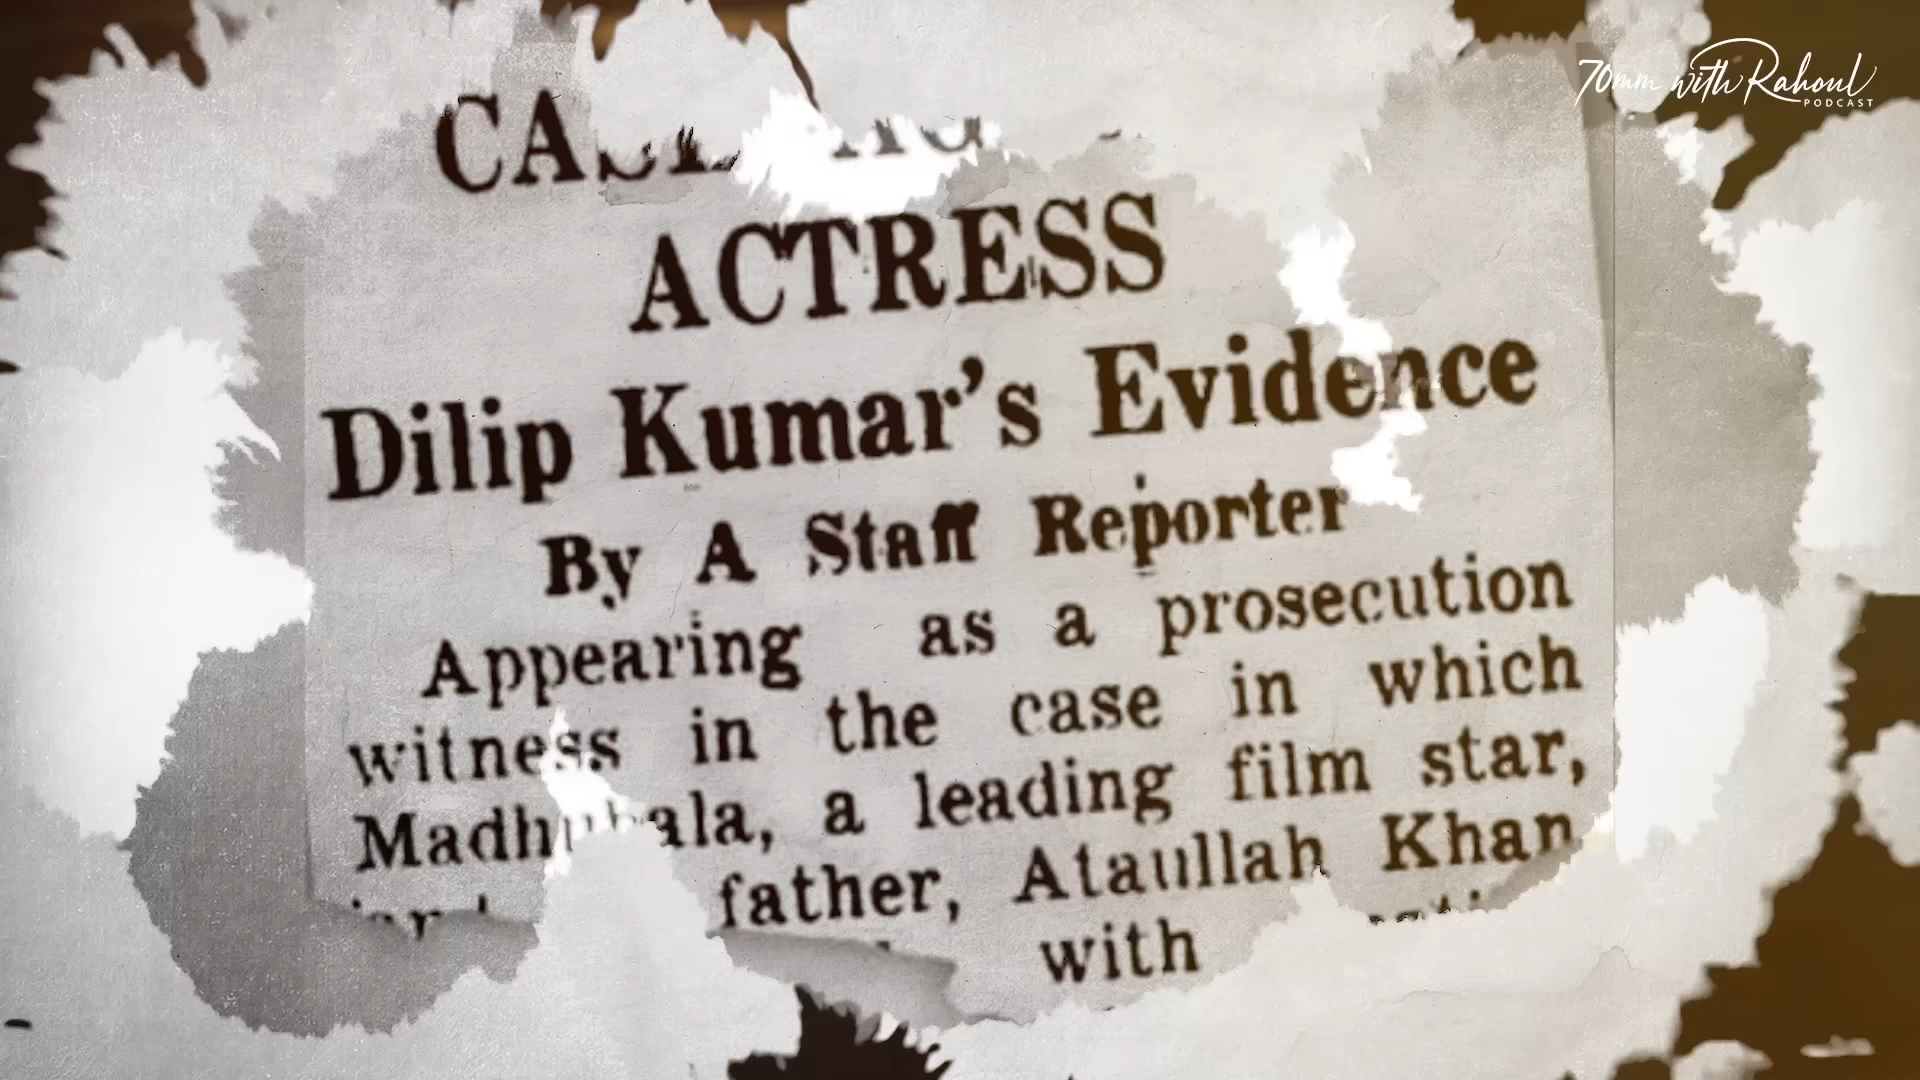 70mm with Rahoul
PODCAST
ACTRESS
Dilip Kumar's Evidence
By A Staff Reporter
Appearing as a prosecution
witness in the case in which
Madhubala, a leading film star,
father, Ataullah Khan
with